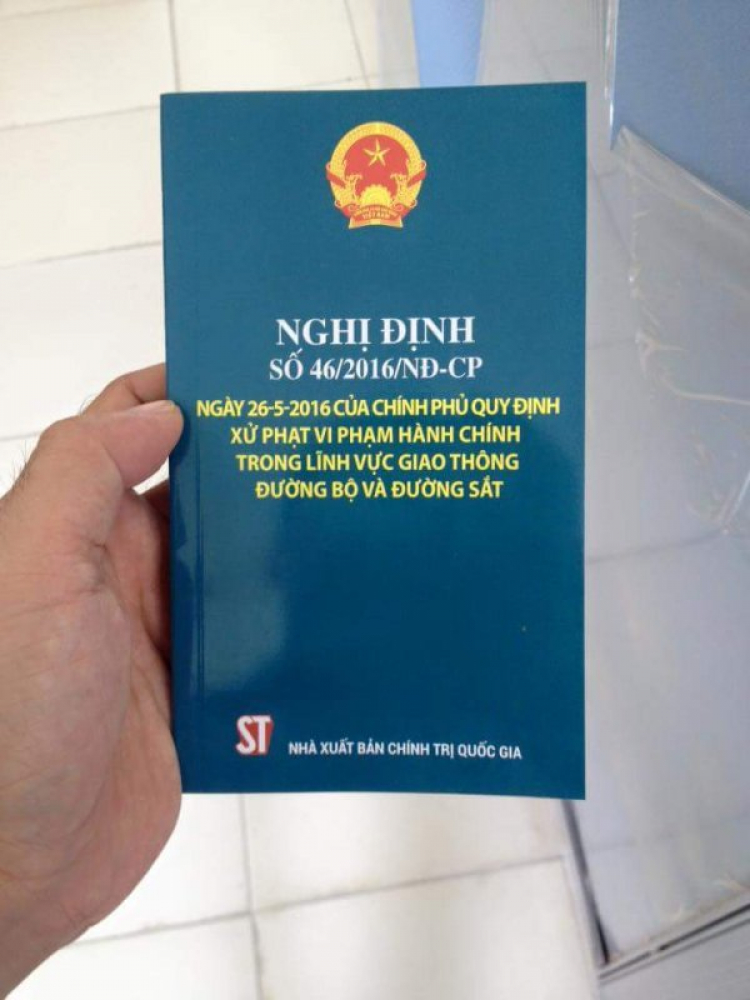 NGHỊ ĐỊNH
SỐ 46/2016/NĐ-CP
NGÀY 26-5-2016 CỦA CHÍNH PHỦ QUY ĐỊNH
XỬ PHẠT VI PHẠM HÀNH CHÍNH
TRONG LĨNH VỰC GIAO THÔNG
ĐƯỜNG BỘ VÀ ĐƯỜNG SẮT
ST
NHÀ XUẤT BẢN CHÍNH TRỊ QUỐC GIA